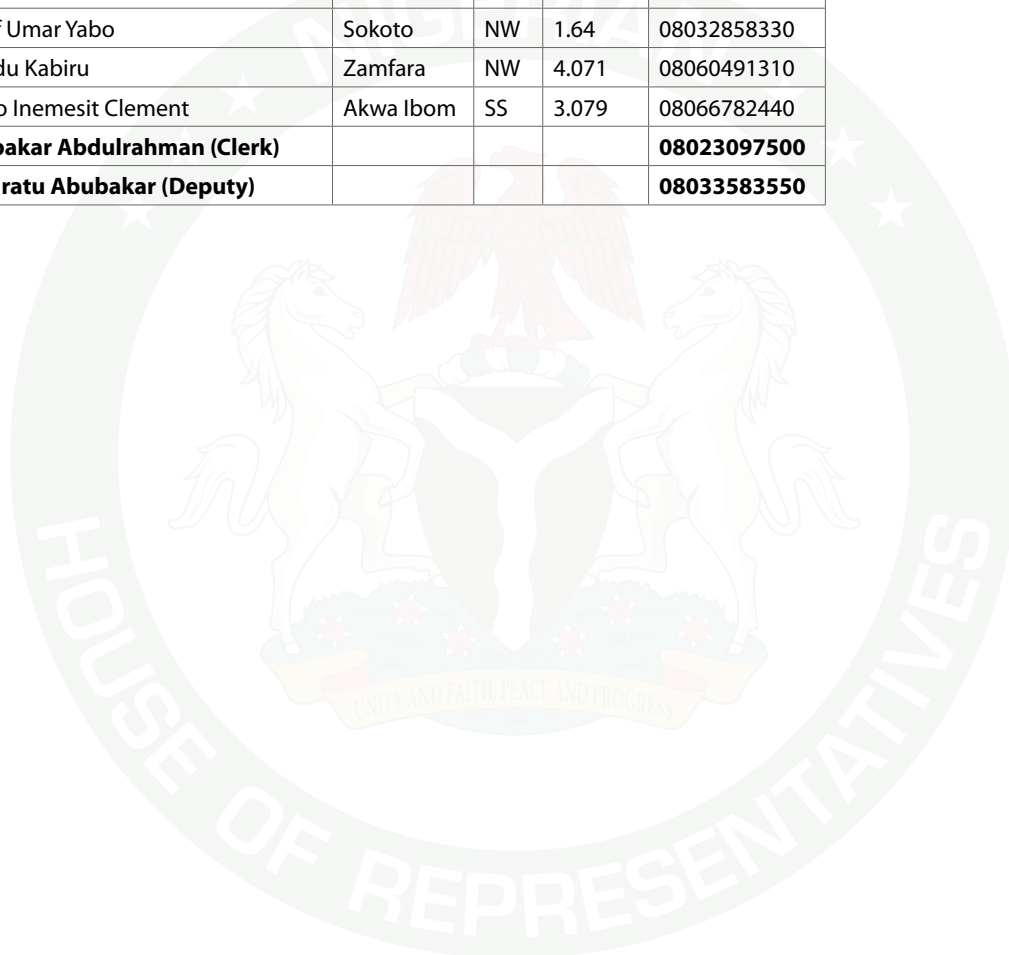 f Umar Yabo Sokoto NW 1.64 08032858330
du Kabiru Zamfara NW 4.071 08060491310
o Inemesit Clement Akwa Ibom SS 3.079 08066782440
bakar Abdulrahman (Clerk) 08023097500
ratu Abubakar (Deputy) 08033583550
NIGERIAN
UNITY AND FAITH, PEACE AND PROGRESS
HOUSE OF REPRESENTATIVES